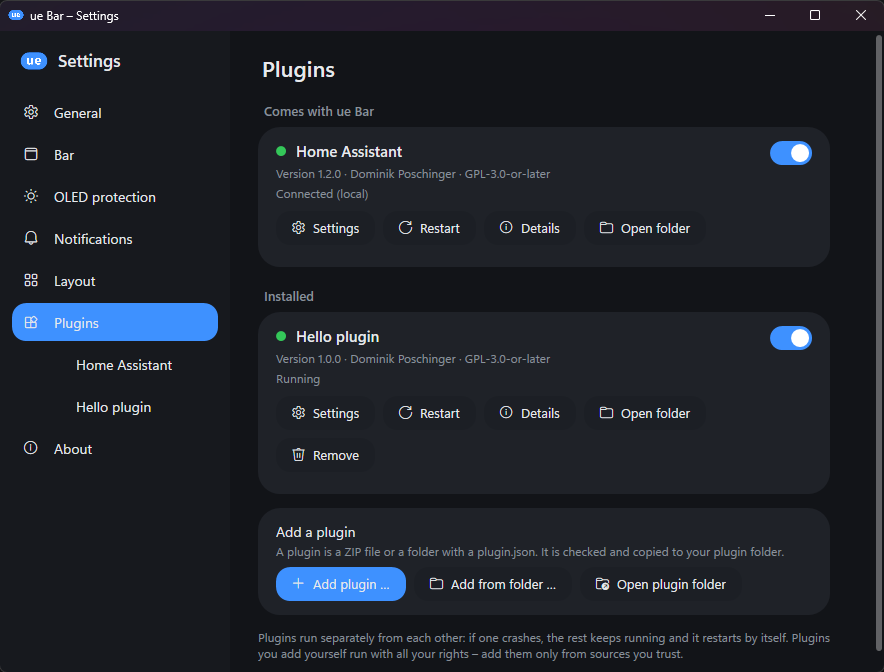 ue ue Bar – Settings
ue Settings
General
Bar
OLED protection
Notifications
Layout
Plugins
Home Assistant
Hello plugin
About
Plugins
Comes with ue Bar
Home Assistant
Version 1.2.0 · Dominik Poschinger · GPL-3.0-or-later
Connected (local)
Settings Restart Details Open folder
Installed
Hello plugin
Version 1.0.0 · Dominik Poschinger · GPL-3.0-or-later
Running
Settings Restart Details Open folder
Remove
Add a plugin
A plugin is a ZIP file or a folder with a plugin.json. It is checked and copied to your plugin folder.
Add plugin ... Add from folder ... Open plugin folder
Plugins run separately from each other: if one crashes, the rest keeps running and it restarts by itself. Plugins
you add yourself run with all your rights – add them only from sources you trust.